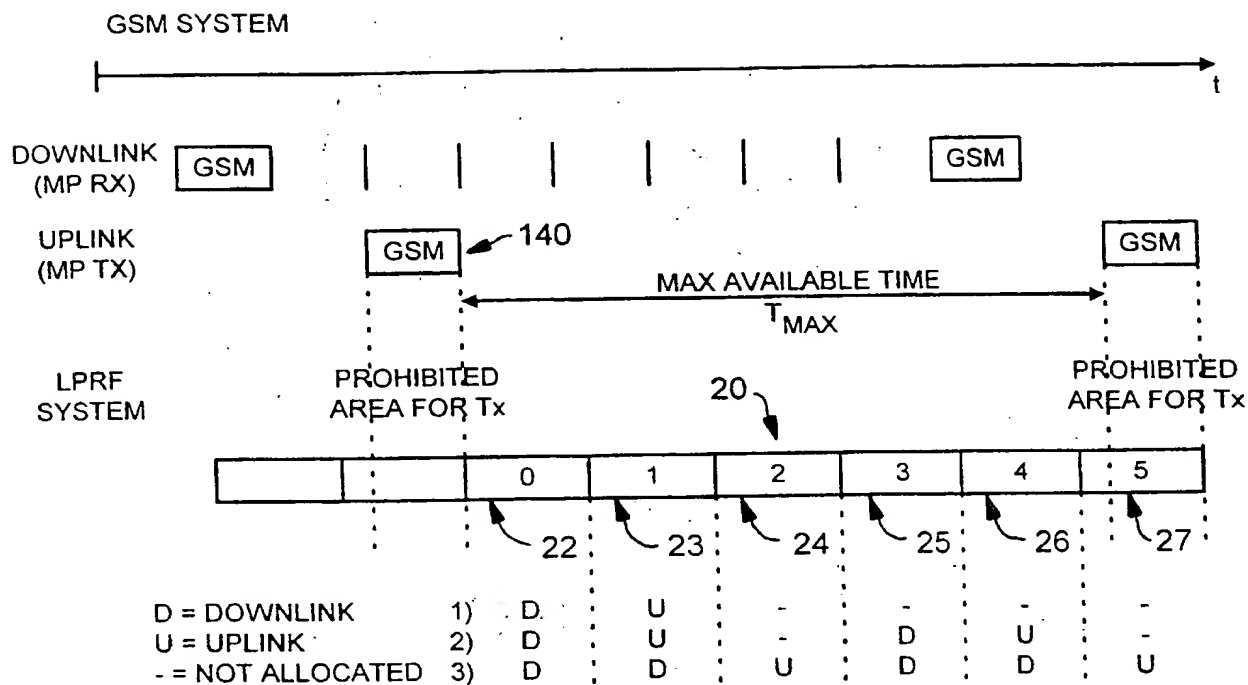 GSM SYSTEM
t
DOWNLINK
(MP RX)
GSM
GSM
UPLINK
(MP TX)
GSM
140
GSM
MAX AVAILABLE TIME
TMAX
LPRF
SYSTEM
PROHIBITED
AREA FOR Tx
20
PROHIBITED
AREA FOR Tx
0 1 2 3 4 5
22 23 24 25 26 27
D = DOWNLINK 1) D U - - - -
U = UPLINK 2) D U - D U -
- = NOT ALLOCATED 3) D D U D D U